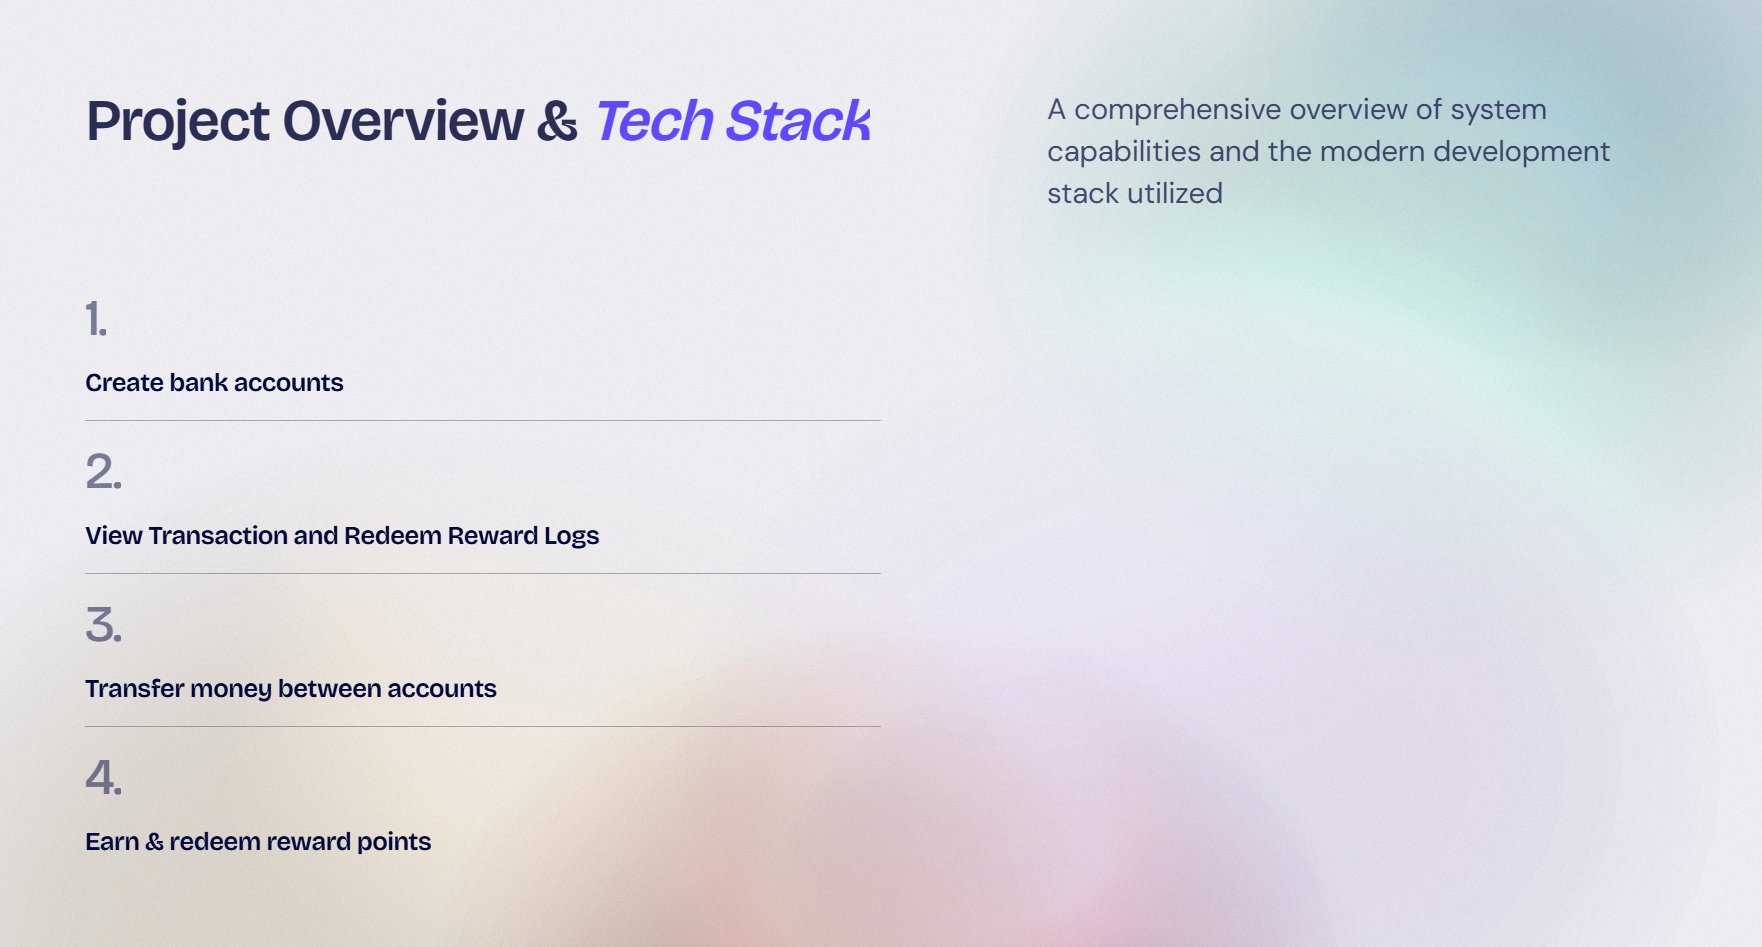 Project Overview & Tech Stack
A comprehensive overview of system
capabilities and the modern development
stack utilized
1.
Create bank accounts
2.
View Transaction and Redeem Reward Logs
3.
Transfer money between accounts
4.
Earn & redeem reward points